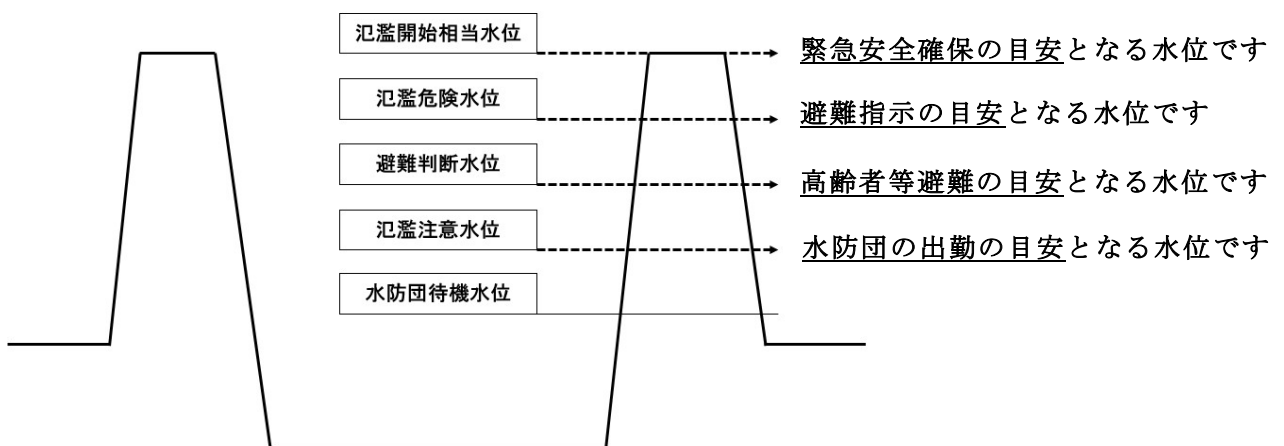 氾濫開始相当水位
緊急安全確保の目安となる水位です
氾濫危険水位
避難指示の目安となる水位です
避難判断水位
高齢者等避難の目安となる水位です
氾濫注意水位
水防団の出勤の目安となる水位です
水防団待機水位